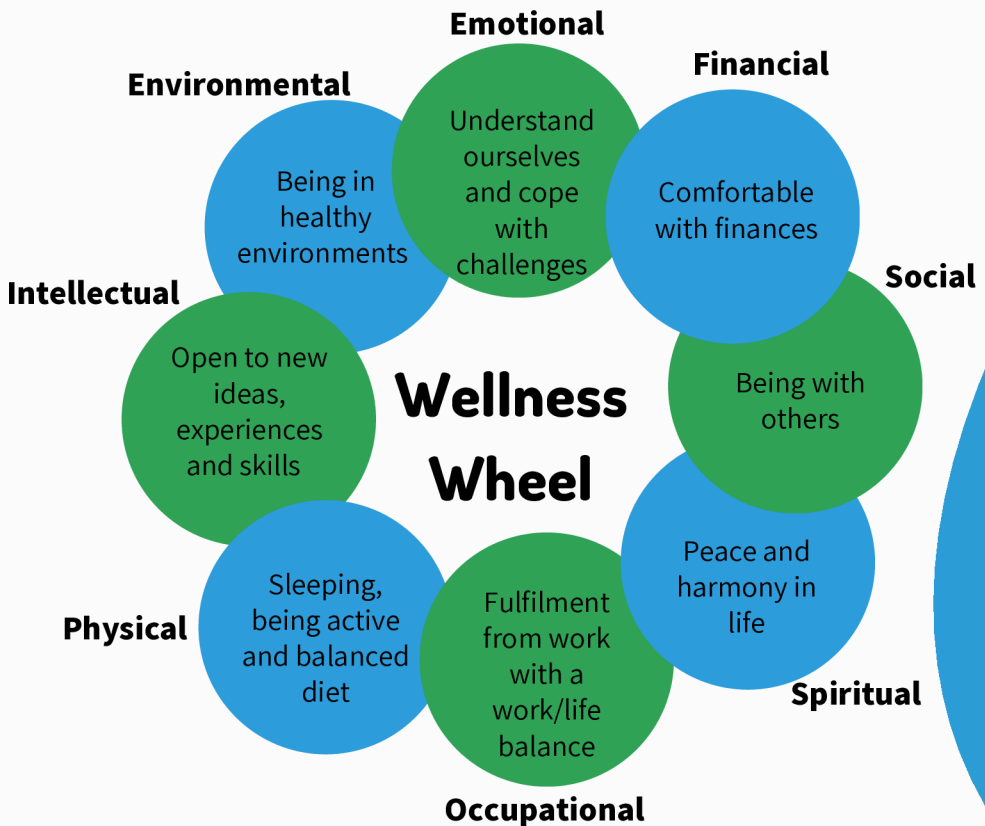 Emotional
Understand
ourselves
and cope
with
challenges
Financial
Comfortable
with finances
Social
Being with
others
Spiritual
Peace and
harmony in
life
Occupational
Fulfilment
from work
with a
work/life
balance
Physical
Sleeping,
being active
and balanced
diet
Intellectual
Open to new
ideas,
experiences
and skills
Environmental
Being in
healthy
environments
Wellness
Wheel